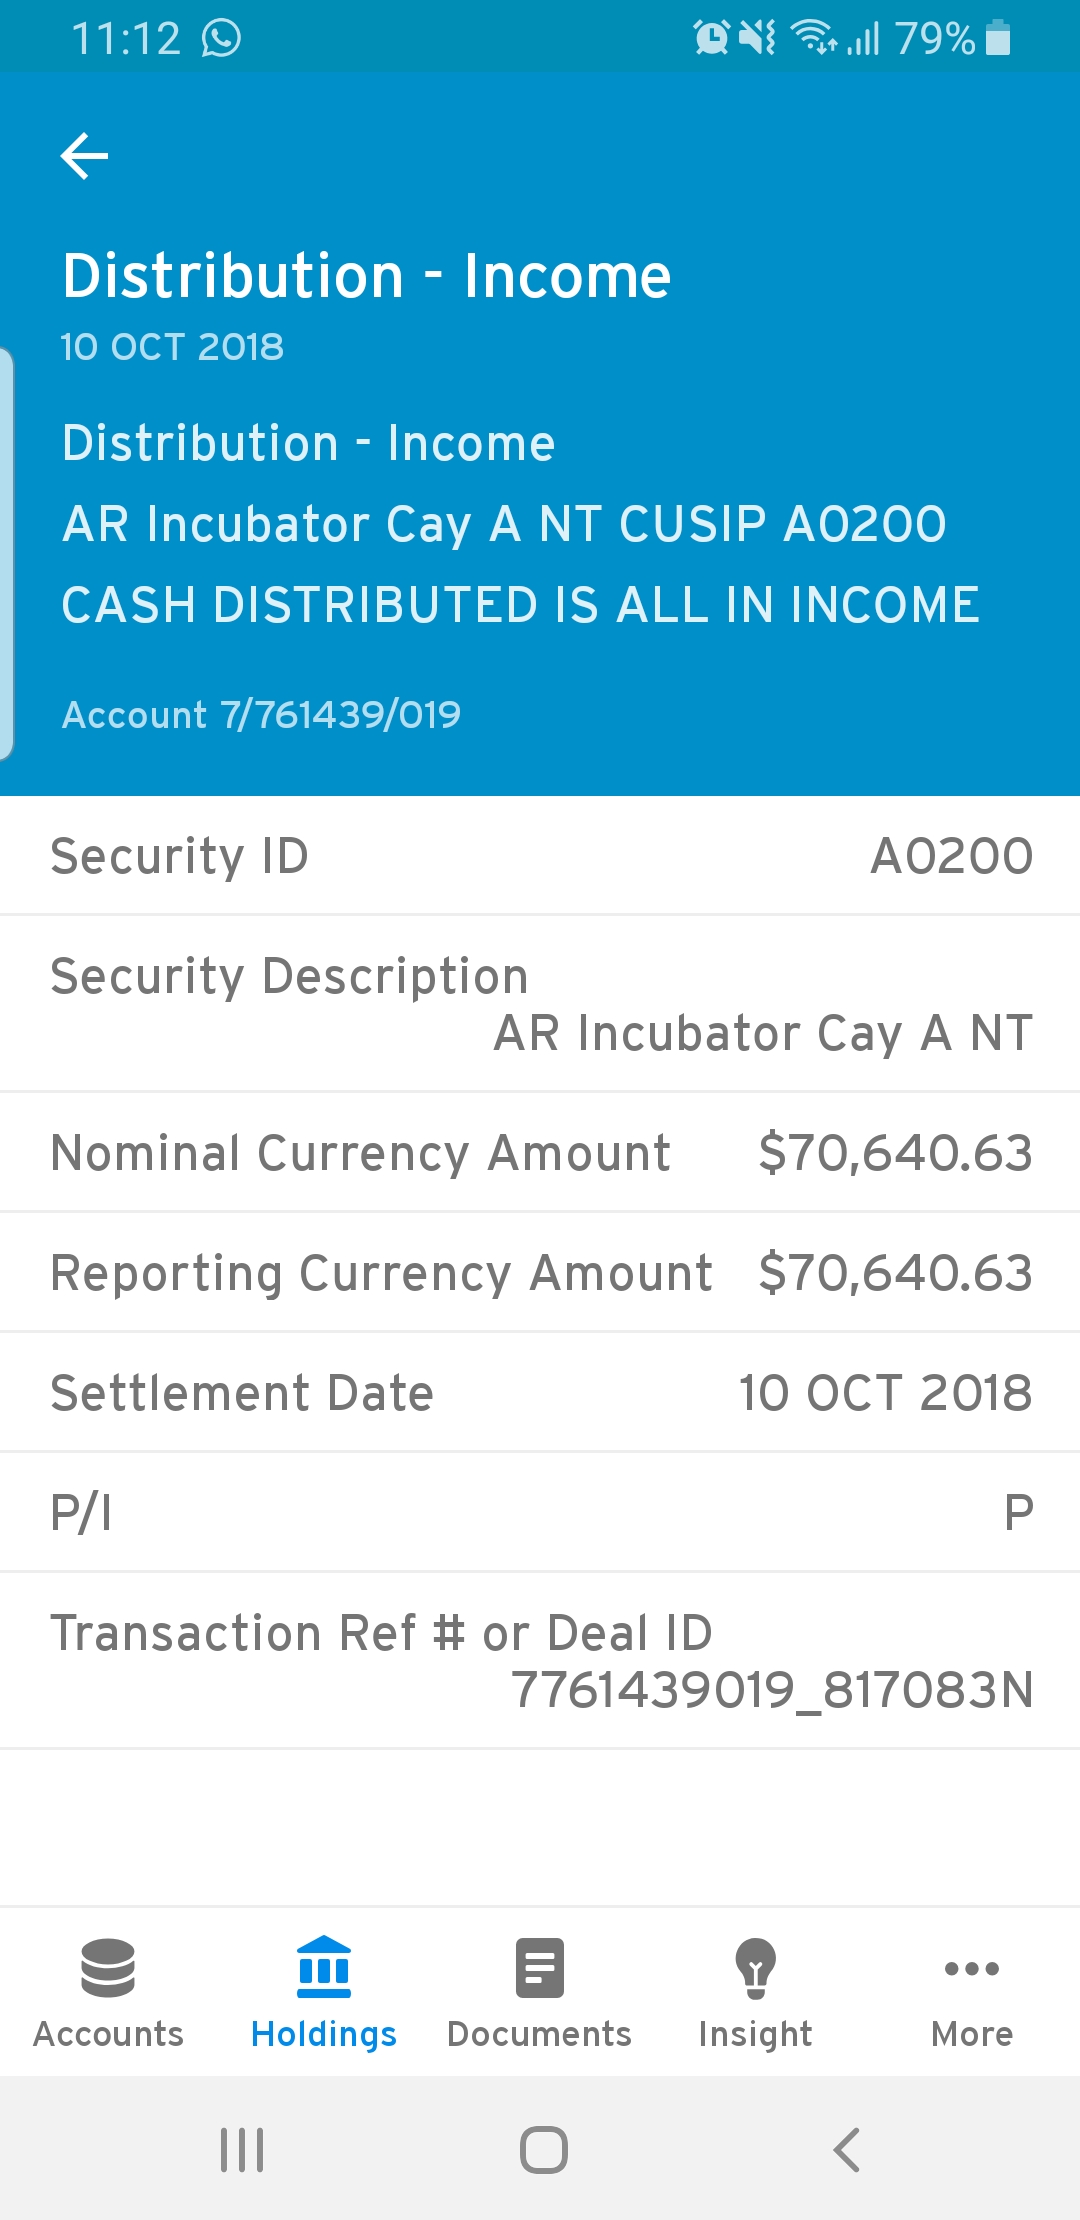 11:12 79%
Distribution - Income
10 OCT 2018
Distribution - Income
AR Incubator Cay A NT CUSIP A0200
CASH DISTRIBUTED IS ALL IN INCOME
Account 7/761439/019
Security ID A0200
Security Description
AR Incubator Cay A NT
Nominal Currency Amount $70,640.63
Reporting Currency Amount $70,640.63
Settlement Date 10 OCT 2018
P/I P
Transaction Ref # or Deal ID
7761439019_817083N
Accounts Holdings Documents Insight More